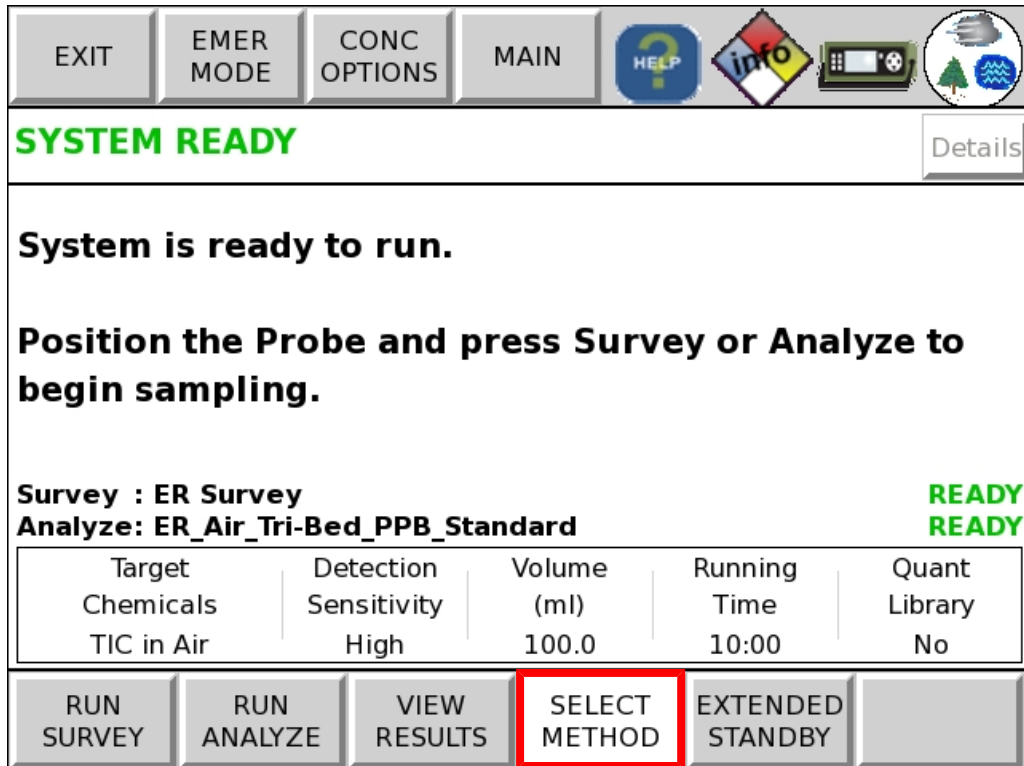 EXIT
EMER
MODE
CONC
OPTIONS
MAIN
HELP
info
SYSTEM READY
Details
System is ready to run.
Position the Probe and press Survey or Analyze to
begin sampling.
Survey : ER Survey READY
Analyze: ER_Air_Tri-Bed_PPB_Standard READY
Target Detection Volume Running Quant
Chemicals Sensitivity (ml) Time Library
TIC in Air High 100.0 10:00 No
RUN
SURVEY
RUN
ANALYZE
VIEW
RESULTS
SELECT
METHOD
EXTENDED
STANDBY